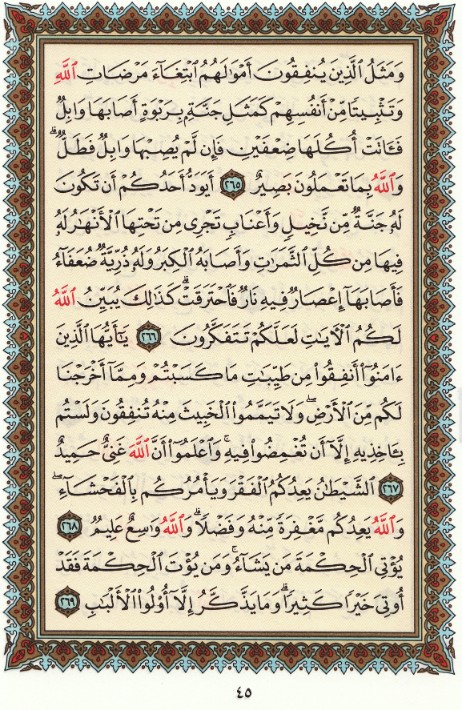 وَمَثَلُ ٱلَّذِينَ يُنفِقُونَ أَمْوَٰلَهُمُ ٱبْتِغَآءَ مَرْضَاتِ ٱللَّهِ
وَتَثْبِيتًا مِّنْ أَنفُسِهِمْ كَمَثَلِ جَنَّةٍۭ بِرَبْوَةٍ أَصَابَهَا وَابِلٌ
فَـَٔاتَتْ أُكُلَهَا ضِعْفَيْنِ فَإِن لَّمْ يُصِبْهَا وَابِلٌ فَطَلٌّۗ
وَٱللَّهُ بِمَا تَعْمَلُونَ بَصِيرٌ ٢٦٥ أَيَوَدُّ أَحَدُكُمْ أَن تَكُونَ
لَهُۥ جَنَّةٌ مِّن نَّخِيلٍ وَأَعْنَابٍ تَجْرِى مِن تَحْتِهَا ٱلْأَنْهَٰرُ لَهُۥ
فِيهَا مِن كُلِّ ٱلثَّمَرَٰتِ وَأَصَابَهُ ٱلْكِبَرُ وَلَهُۥ ذُرِّيَّةٌ ضُعَفَآءُ
فَأَصَابَهَآ إِعْصَارٌ فِيهِ نَارٌ فَٱحْتَرَقَتْۗ كَذَٰلِكَ يُبَيِّنُ ٱللَّهُ
لَكُمُ ٱلْـَٔايَٰتِ لَعَلَّكُمْ تَتَفَكَّرُونَ ٢٦٦ يَٰٓأَيُّهَا ٱلَّذِينَ
ءَامَنُوٓا۟ أَنفِقُوا۟ مِن طَيِّبَٰتِ مَا كَسَبْتُمْ وَمِمَّآ أَخْرَجْنَا
لَكُم مِّنَ ٱلْأَرْضِۖ وَلَا تَيَمَّمُوا۟ ٱلْخَبِيثَ مِنْهُ تُنفِقُونَ وَلَسْتُم
بِـَٔاخِذِيهِ إِلَّآ أَن تُغْمِضُوا۟ فِيهِۚ وَٱعْلَمُوٓا۟ أَنَّ ٱللَّهَ غَنِىٌّ حَمِيدٌ
٢٦٧ ٱلشَّيْطَٰنُ يَعِدُكُمُ ٱلْفَقْرَ وَيَأْمُرُكُم بِٱلْفَحْشَآءِۖ
وَٱللَّهُ يَعِدُكُم مَّغْفِرَةً مِّنْهُ وَفَضْلًاۗ وَٱللَّهُ وَٰسِعٌ عَلِيمٌ ٢٦٨
يُؤْتِى ٱلْحِكْمَةَ مَن يَشَآءُۚ وَمَن يُؤْتَ ٱلْحِكْمَةَ فَقَدْ
أُوتِىَ خَيْرًا كَثِيرًاۗ وَمَا يَذَّكَّرُ إِلَّآ أُو۟لُوا۟ ٱلْأَلْبَٰبِ ٢٦٩
٤٥